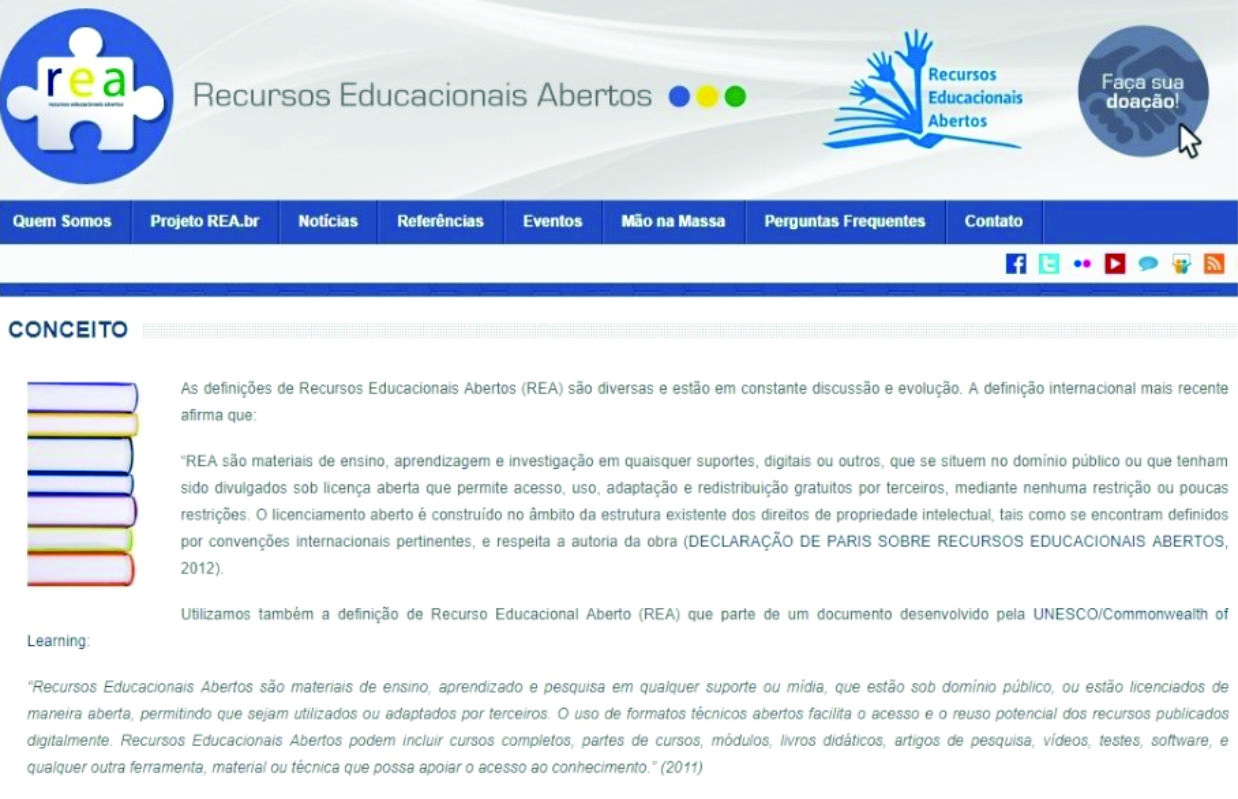 rea
recursos educacionais abertos
Recursos Educacionais Abertos
Recursos
Educacionais
Abertos
Faça sua
doação!
Quem Somos Projeto REA.br Notícias Referências Eventos Mão na Massa Perguntas Frequentes Contato
CONCEITO
As definições de Recursos Educacionais Abertos (REA) são diversas e estão em constante discussão e evolução. A definição internacional mais recente
afirma que:
“REA são materiais de ensino, aprendizagem e investigação em quaisquer suportes, digitais ou outros, que se situem no domínio público ou que tenham
sido divulgados sob licença aberta que permite acesso, uso, adaptação e redistribuição gratuitos por terceiros, mediante nenhuma restrição ou poucas
restrições. O licenciamento aberto é construído no âmbito da estrutura existente dos direitos de propriedade intelectual, tais como se encontram definidos
por convenções internacionais pertinentes, e respeita a autoria da obra (DECLARAÇÃO DE PARIS SOBRE RECURSOS EDUCACIONAIS ABERTOS,
2012).
Utilizamos também a definição de Recurso Educacional Aberto (REA) que parte de um documento desenvolvido pela UNESCO/Commonwealth of
Learning:
“Recursos Educacionais Abertos são materiais de ensino, aprendizado e pesquisa em qualquer suporte ou mídia, que estão sob domínio público, ou estão licenciados de
maneira aberta, permitindo que sejam utilizados ou adaptados por terceiros. O uso de formatos técnicos abertos facilita o acesso e o reuso potencial dos recursos publicados
digitalmente. Recursos Educacionais Abertos podem incluir cursos completos, partes de cursos, módulos, livros didáticos, artigos de pesquisa, vídeos, testes, software, e
qualquer outra ferramenta, material ou técnica que possa apoiar o acesso ao conhecimento.” (2011)